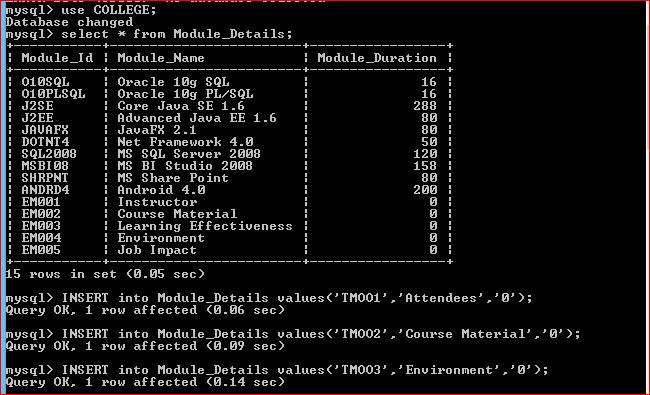 mysql> use COLLEGE;
Database changed
mysql> select * from Module_Details;
+-----------+------------------------+-----------------+
| Module_Id | Module_Name            | Module_Duration |
+-----------+------------------------+-----------------+
| O10SQL    | Oracle 10g SQL         |              16 |
| O10PLSQL  | Oracle 10g PL/SQL      |              16 |
| J2SE      | Core Java SE 1.6       |             288 |
| J2EE      | Advanced Java EE 1.6   |              80 |
| JAVAFX    | JavaFX 2.1             |              80 |
| DOTNT4    | Net Framework 4.0      |              50 |
| SQL2008   | MS SQL Server 2008     |             120 |
| MSBI08    | MS BI Studio 2008      |             158 |
| SHRPNT    | MS Share Point         |              80 |
| ANDRD4    | Android 4.0            |             200 |
| EM001     | Instructor             |               0 |
| EM002     | Course Material        |               0 |
| EM003     | Learning Effectiveness |               0 |
| EM004     | Environment            |               0 |
| EM005     | Job Impact             |               0 |
+-----------+------------------------+-----------------+
15 rows in set (0.05 sec)
mysql> INSERT into Module_Details values('TM001','Attendees','0');
Query OK, 1 row affected (0.06 sec)
mysql> INSERT into Module_Details values('TM002','Course Material','0');
Query OK, 1 row affected (0.09 sec)
mysql> INSERT into Module_Details values('TM003','Environment','0');
Query OK, 1 row affected (0.14 sec)